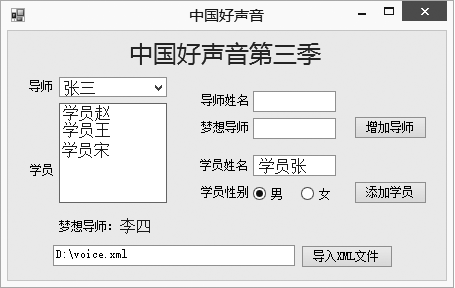 中国好声音
中国好声音第三季
导师 张三
学员赵
学员王
学员宋
学员
导师姓名
梦想导师 增加导师
学员姓名 学员张
学员性别 男 女 添加学员
梦想导师：李四
D:\voice.xml 导入XML文件